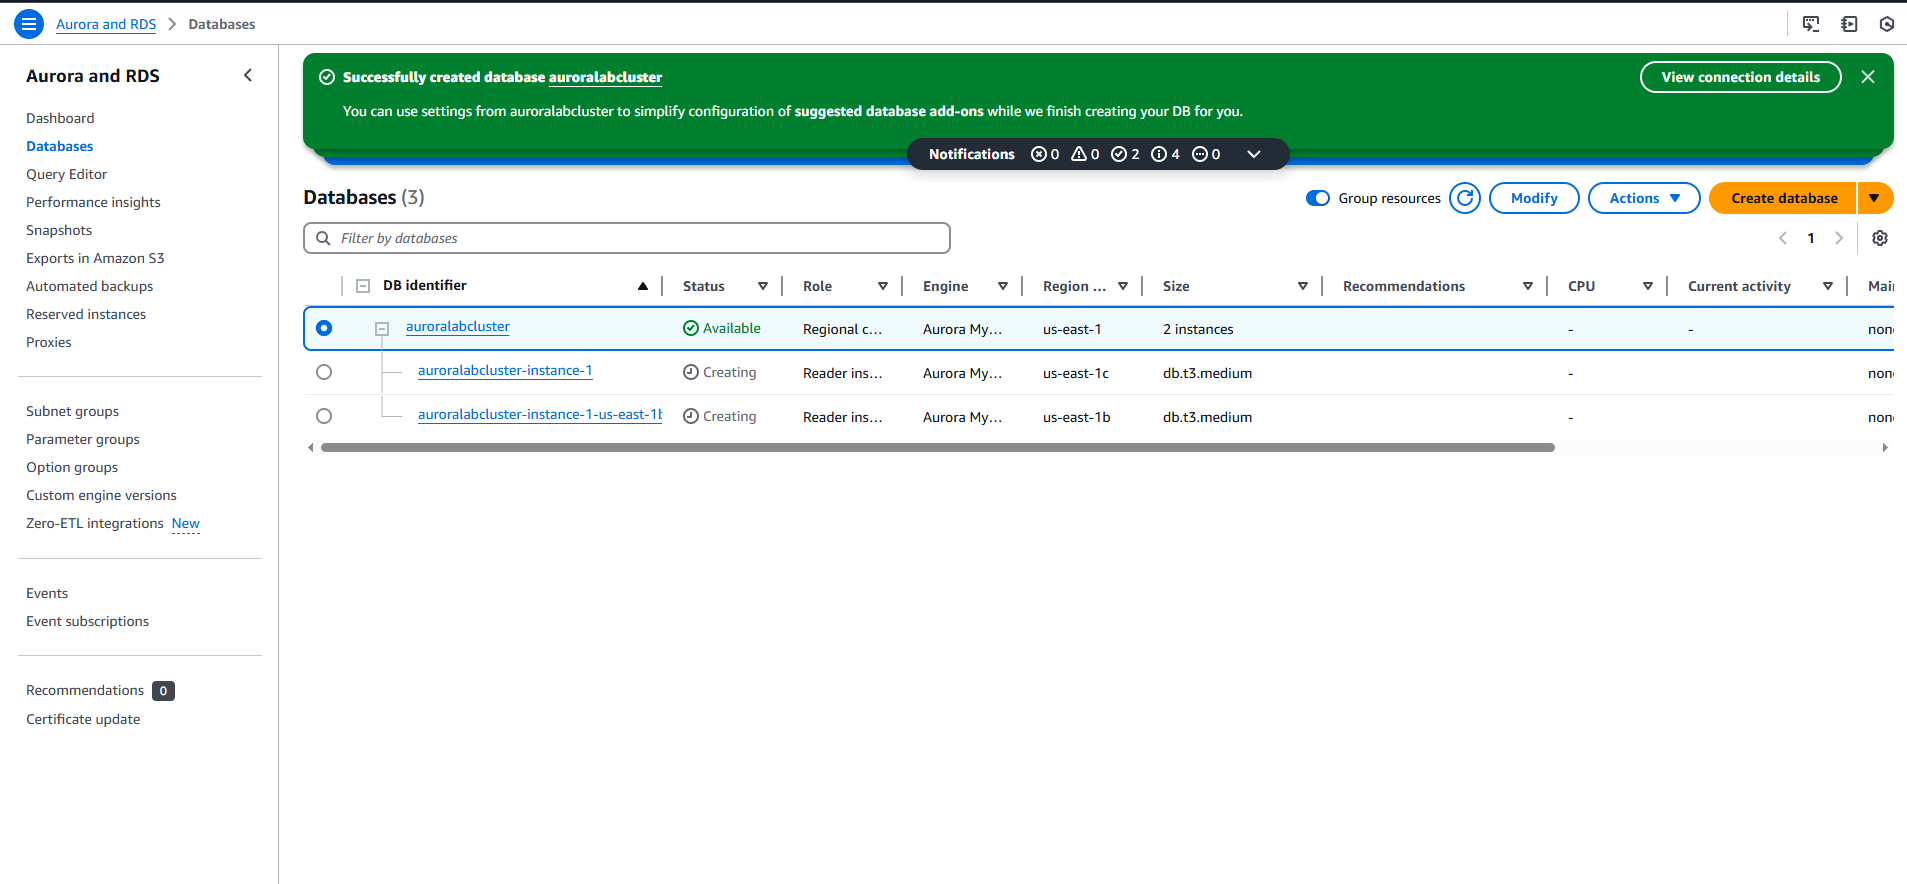 Aurora and RDS > Databases
Aurora and RDS
Dashboard
Databases
Query Editor
Performance insights
Snapshots
Exports in Amazon S3
Automated backups
Reserved instances
Proxies
Subnet groups
Parameter groups
Option groups
Custom engine versions
Zero-ETL integrations New
Events
Event subscriptions
Recommendations 0
Certificate update
Successfully created database auroralabcluster
View connection details
You can use settings from auroralabcluster to simplify configuration of suggested database add-ons while we finish creating your DB for you.
Notifications 0 0 2 4 0
Databases (3)
Group resources
Modify
Actions
Create database
Filter by databases
1
DB identifier Status Role Engine Region ... Size Recommendations CPU Current activity Mai
auroralabcluster Available Regional c... Aurora My... us-east-1 2 instances - - non
auroralabcluster-instance-1 Creating Reader ins... Aurora My... us-east-1c db.t3.medium - non
auroralabcluster-instance-1-us-east-1b Creating Reader ins... Aurora My... us-east-1b db.t3.medium - non